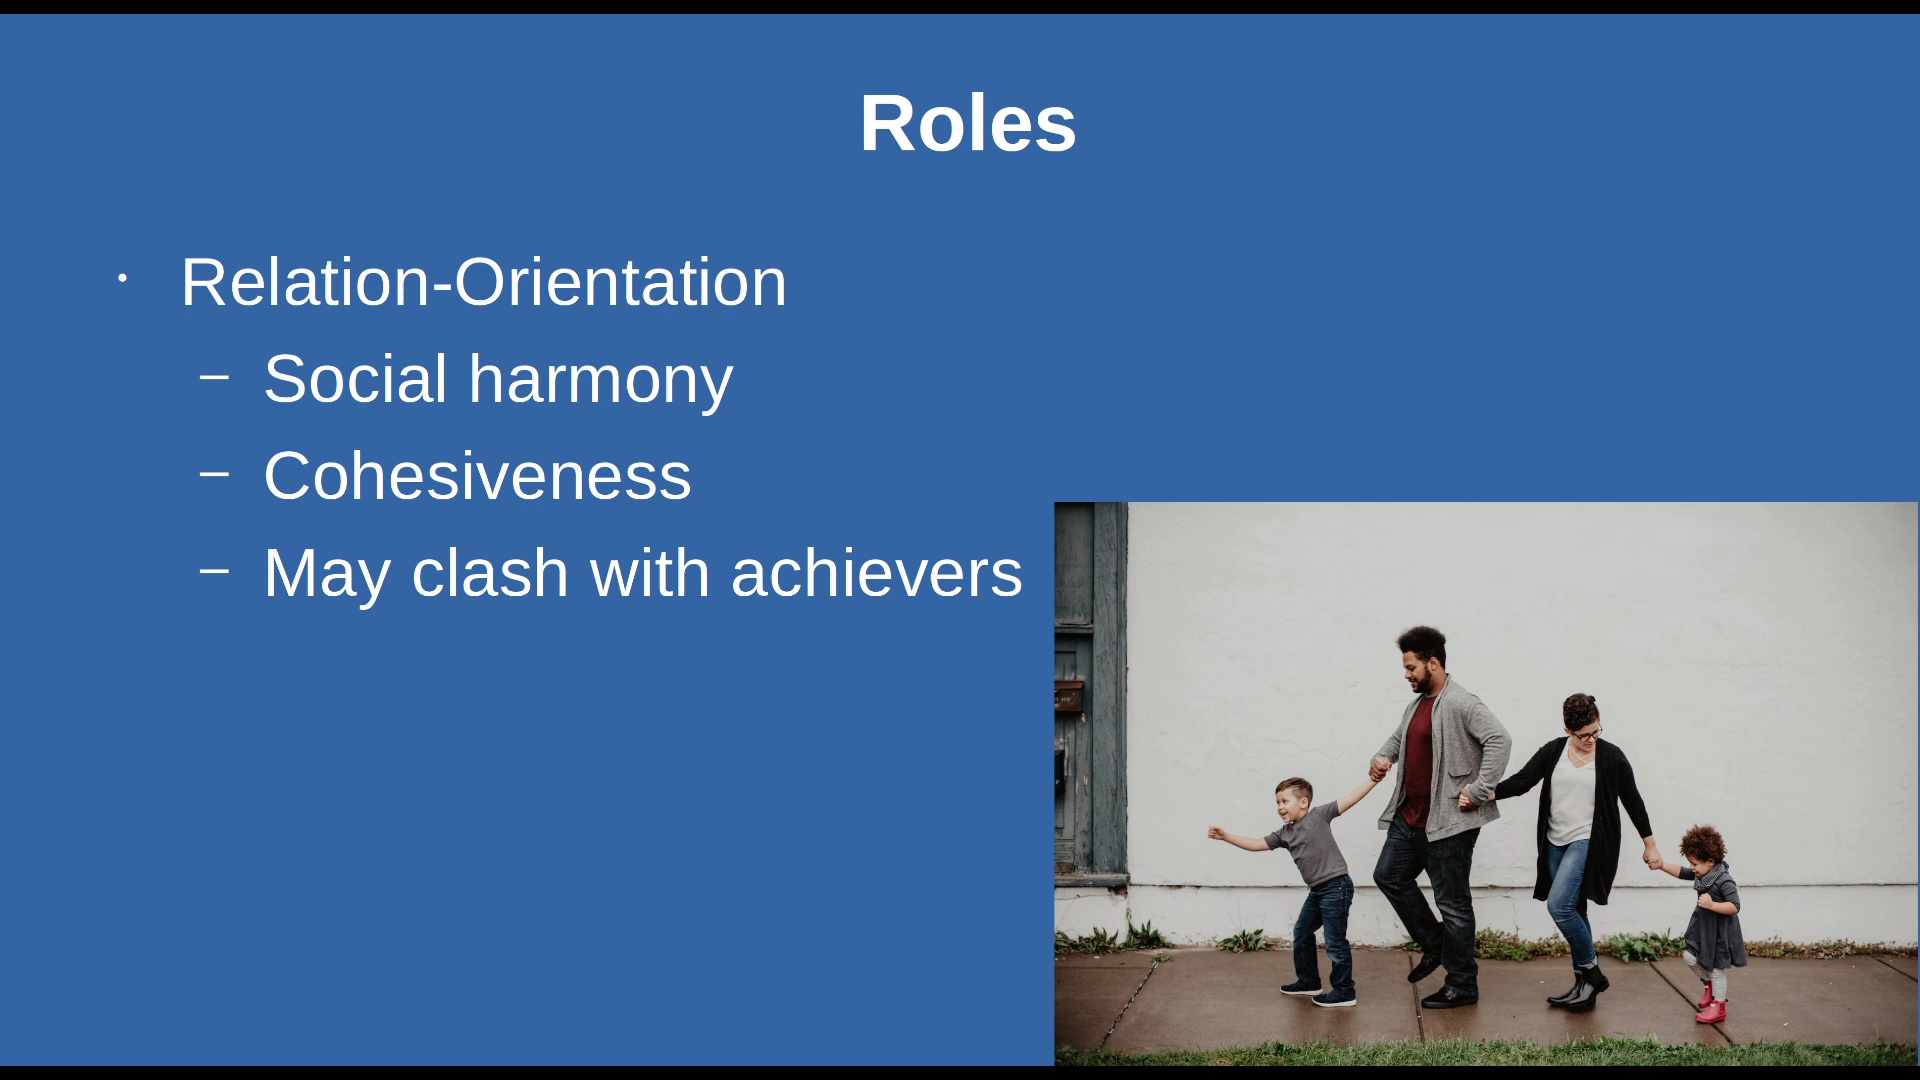 Roles
• Relation-Orientation
– Social harmony
– Cohesiveness
– May clash with achievers